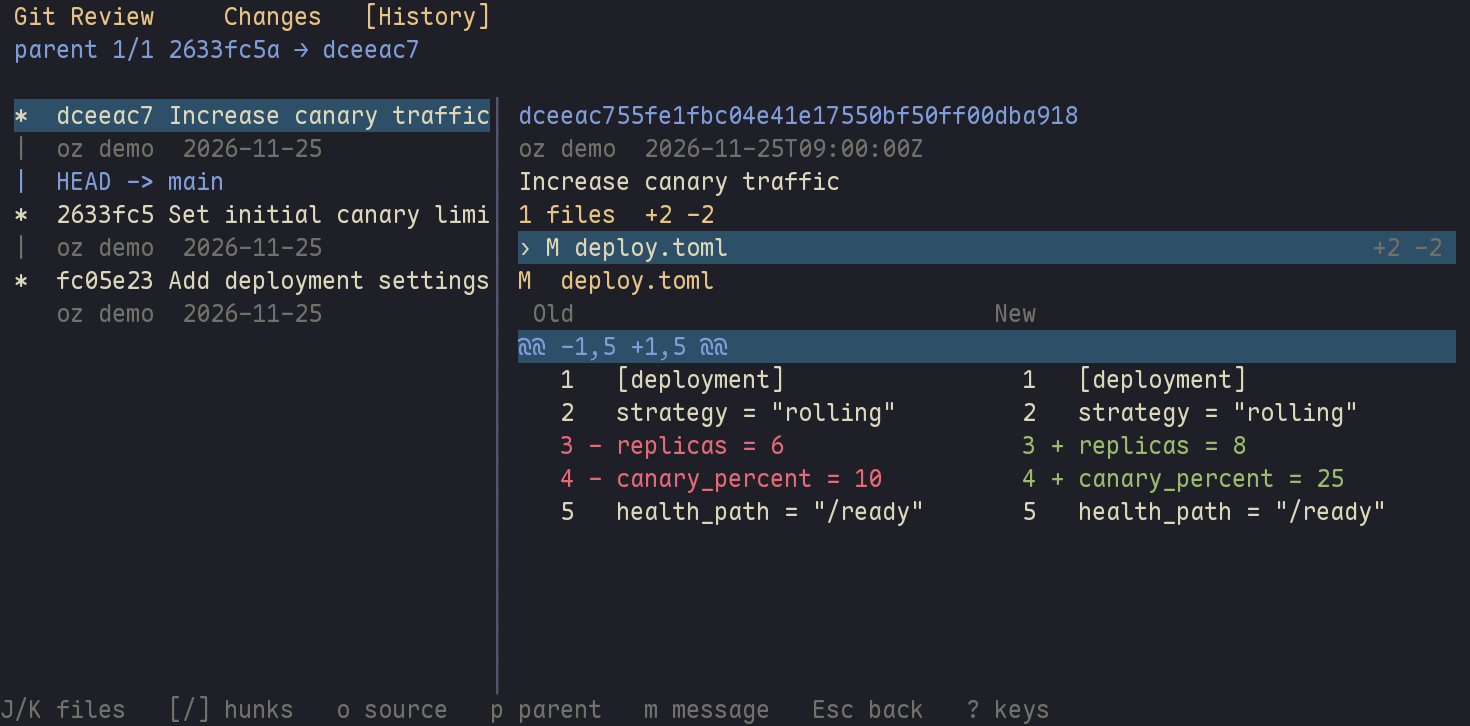 Git Review     Changes   [History]
parent 1/1 2633fc5a → dceeac7
*  dceeac7 Increase canary traffic
|  oz demo  2026-11-25
|  HEAD -> main
*  2633fc5 Set initial canary limi
|  oz demo  2026-11-25
*  fc05e23 Add deployment settings
   oz demo  2026-11-25
dceeac755fe1fbc04e41e17550bf50ff00dba918
oz demo  2026-11-25T09:00:00Z
Increase canary traffic
1 files  +2 -2
› M deploy.toml  +2 -2
M  deploy.toml
Old  New
@@ -1,5 +1,5 @@
1   [deployment]  1   [deployment]
2   strategy = "rolling"  2   strategy = "rolling"
3 - replicas = 6  3 + replicas = 8
4 - canary_percent = 10  4 + canary_percent = 25
5   health_path = "/ready"  5   health_path = "/ready"
J/K files   [/] hunks   o source   p parent   m message   Esc back   ? keys